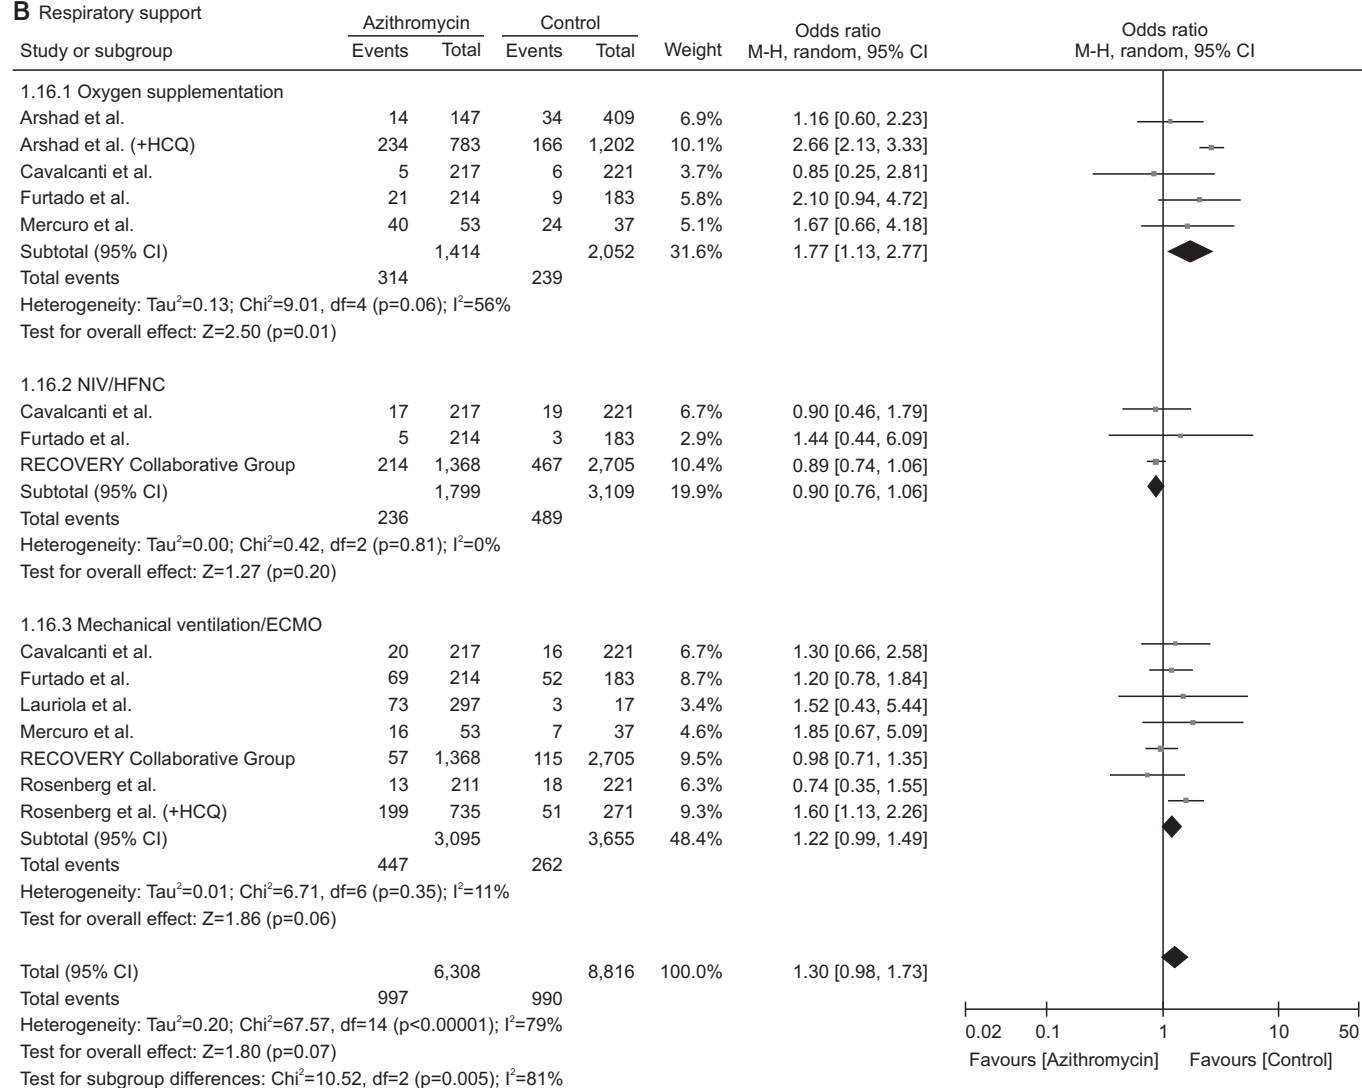 B Respiratory support
Azithromycin Control Odds ratio Odds ratio
Study or subgroup Events Total Events Total Weight M-H, random, 95% CI M-H, random, 95% CI
1.16.1 Oxygen supplementation
Arshad et al. 14 147 34 409 6.9% 1.16 [0.60, 2.23]
Arshad et al. (+HCQ) 234 783 166 1,202 10.1% 2.66 [2.13, 3.33]
Cavalcanti et al. 5 217 6 221 3.7% 0.85 [0.25, 2.81]
Furtado et al. 21 214 9 183 5.8% 2.10 [0.94, 4.72]
Mercuro et al. 40 53 24 37 5.1% 1.67 [0.66, 4.18]
Subtotal (95% CI) 1,414 2,052 31.6% 1.77 [1.13, 2.77]
Total events 314 239
Heterogeneity: Tau²=0.13; Chi²=9.01, df=4 (p=0.06); I²=56%
Test for overall effect: Z=2.50 (p=0.01)
1.16.2 NIV/HFNC
Cavalcanti et al. 17 217 19 221 6.7% 0.90 [0.46, 1.79]
Furtado et al. 5 214 3 183 2.9% 1.44 [0.44, 6.09]
RECOVERY Collaborative Group 214 1,368 467 2,705 10.4% 0.89 [0.74, 1.06]
Subtotal (95% CI) 1,799 3,109 19.9% 0.90 [0.76, 1.06]
Total events 236 489
Heterogeneity: Tau²=0.00; Chi²=0.42, df=2 (p=0.81); I²=0%
Test for overall effect: Z=1.27 (p=0.20)
1.16.3 Mechanical ventilation/ECMO
Cavalcanti et al. 20 217 16 221 6.7% 1.30 [0.66, 2.58]
Furtado et al. 69 214 52 183 8.7% 1.20 [0.78, 1.84]
Lauriola et al. 73 297 3 17 3.4% 1.52 [0.43, 5.44]
Mercuro et al. 16 53 7 37 4.6% 1.85 [0.67, 5.09]
RECOVERY Collaborative Group 57 1,368 115 2,705 9.5% 0.98 [0.71, 1.35]
Rosenberg et al. 13 211 18 221 6.3% 0.74 [0.35, 1.55]
Rosenberg et al. (+HCQ) 199 735 51 271 9.3% 1.60 [1.13, 2.26]
Subtotal (95% CI) 3,095 3,655 48.4% 1.22 [0.99, 1.49]
Total events 447 262
Heterogeneity: Tau²=0.01; Chi²=6.71, df=6 (p=0.35); I²=11%
Test for overall effect: Z=1.86 (p=0.06)
Total (95% CI) 6,308 8,816 100.0% 1.30 [0.98, 1.73]
Total events 997 990
Heterogeneity: Tau²=0.20; Chi²=67.57, df=14 (p<0.00001); I²=79%
Test for overall effect: Z=1.80 (p=0.07)
Test for subgroup differences: Chi²=10.52, df=2 (p=0.005); I²=81%
0.02 0.1 1 10 50
Favours [Azithromycin] Favours [Control]